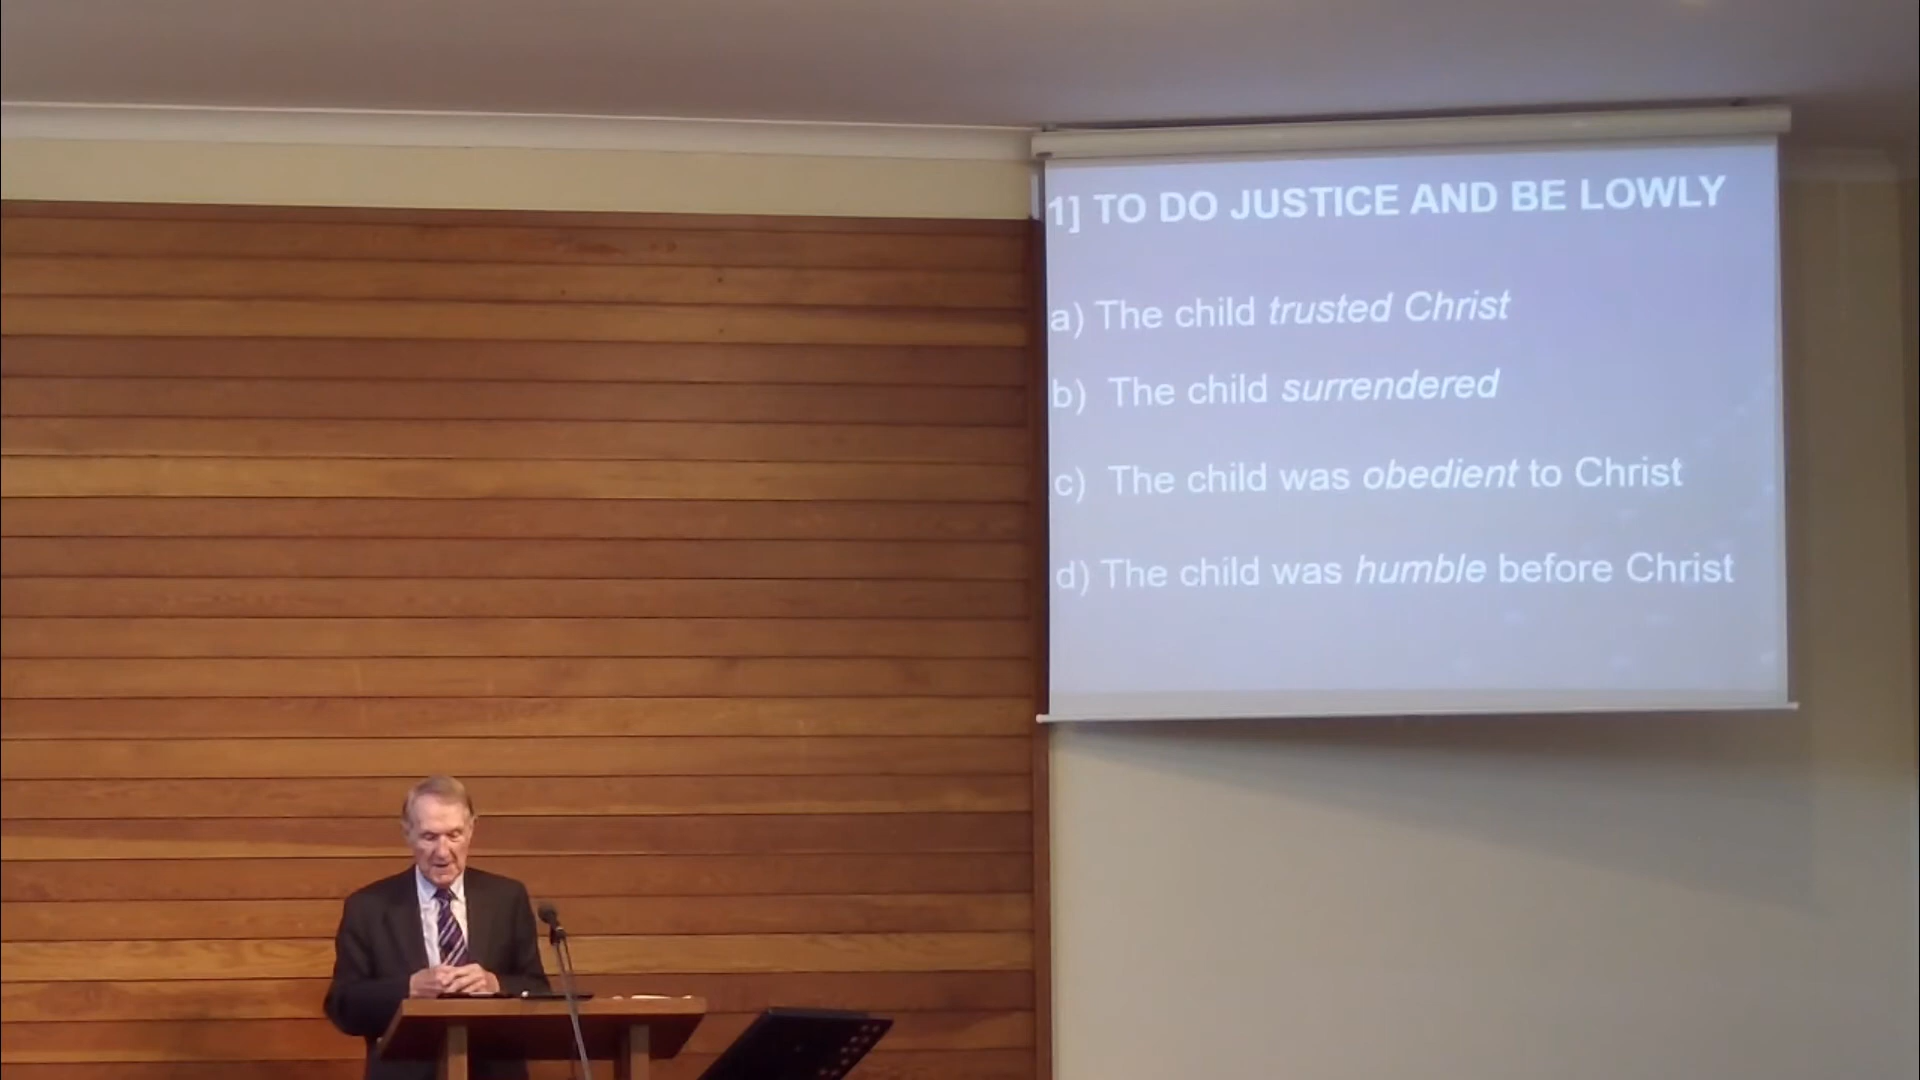 1] TO DO JUSTICE AND BE LOWLY
a) The child trusted Christ
b) The child surrendered
c) The child was obedient to Christ
d) The child was humble before Christ